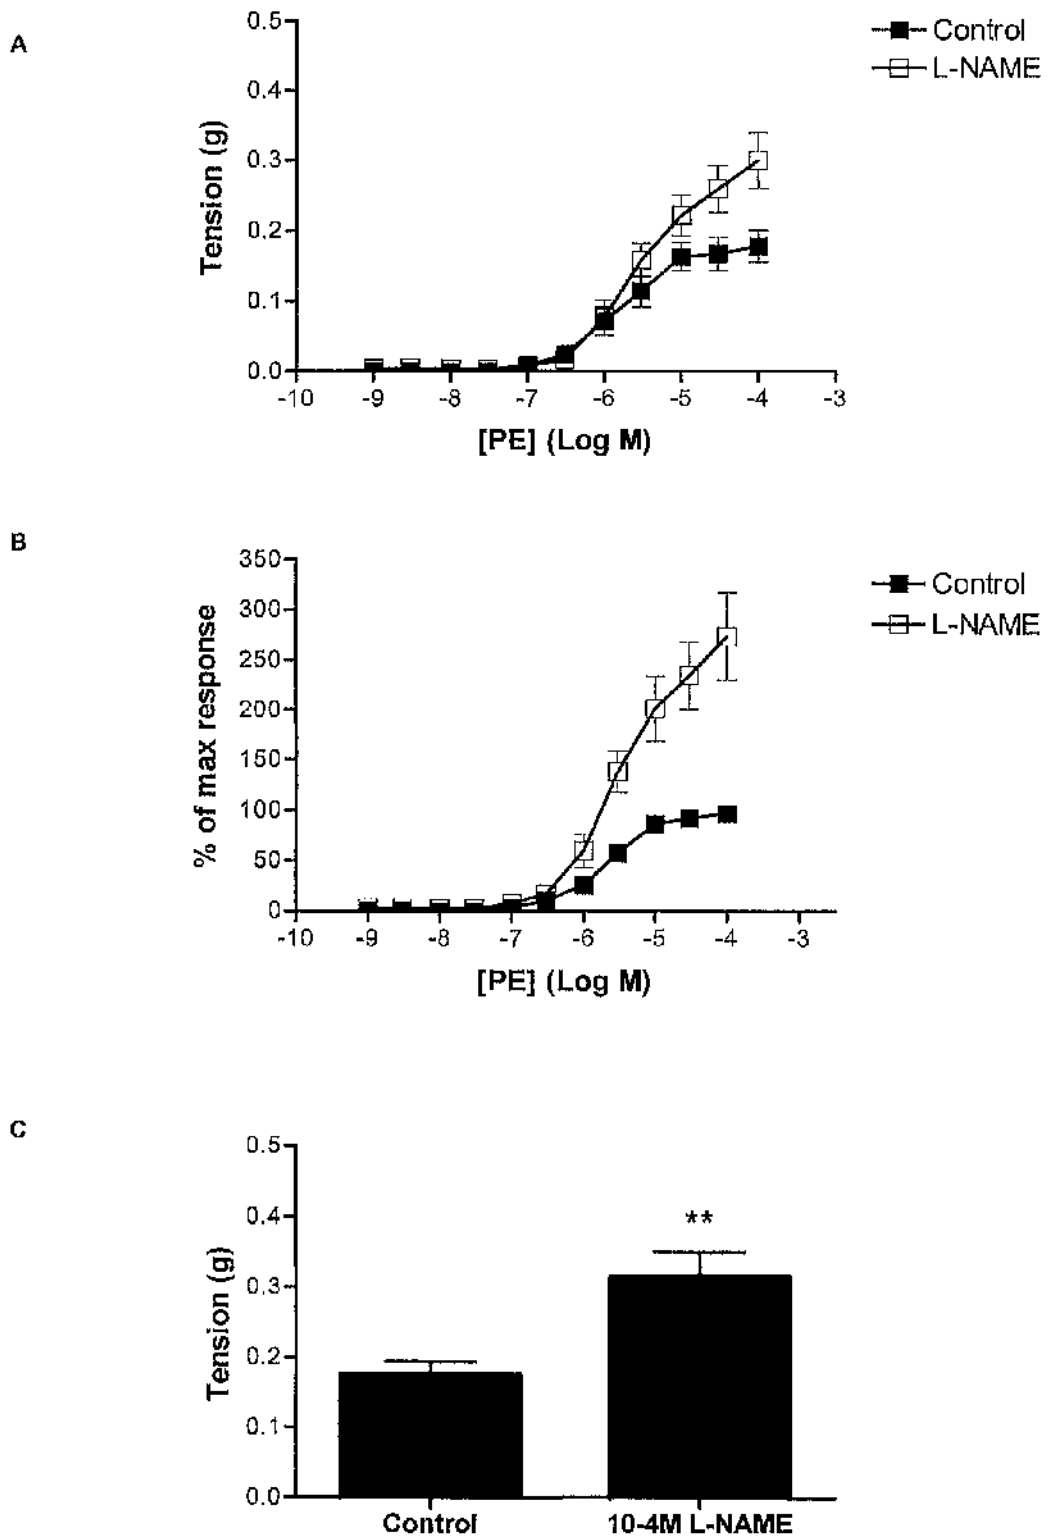 A
0.5
0.4
0.3
0.2
0.1
0.0
Tension (g)
-10 -9 -8 -7 -6 -5 -4 -3
[PE] (Log M)
Control
L-NAME
B
350
300
250
200
150
100
50
0
% of max response
-10 -9 -8 -7 -6 -5 -4 -3
[PE] (Log M)
Control
L-NAME
C
0.5
0.4
0.3
0.2
0.1
0.0
Tension (g)
**
Control 10-4M L-NAME